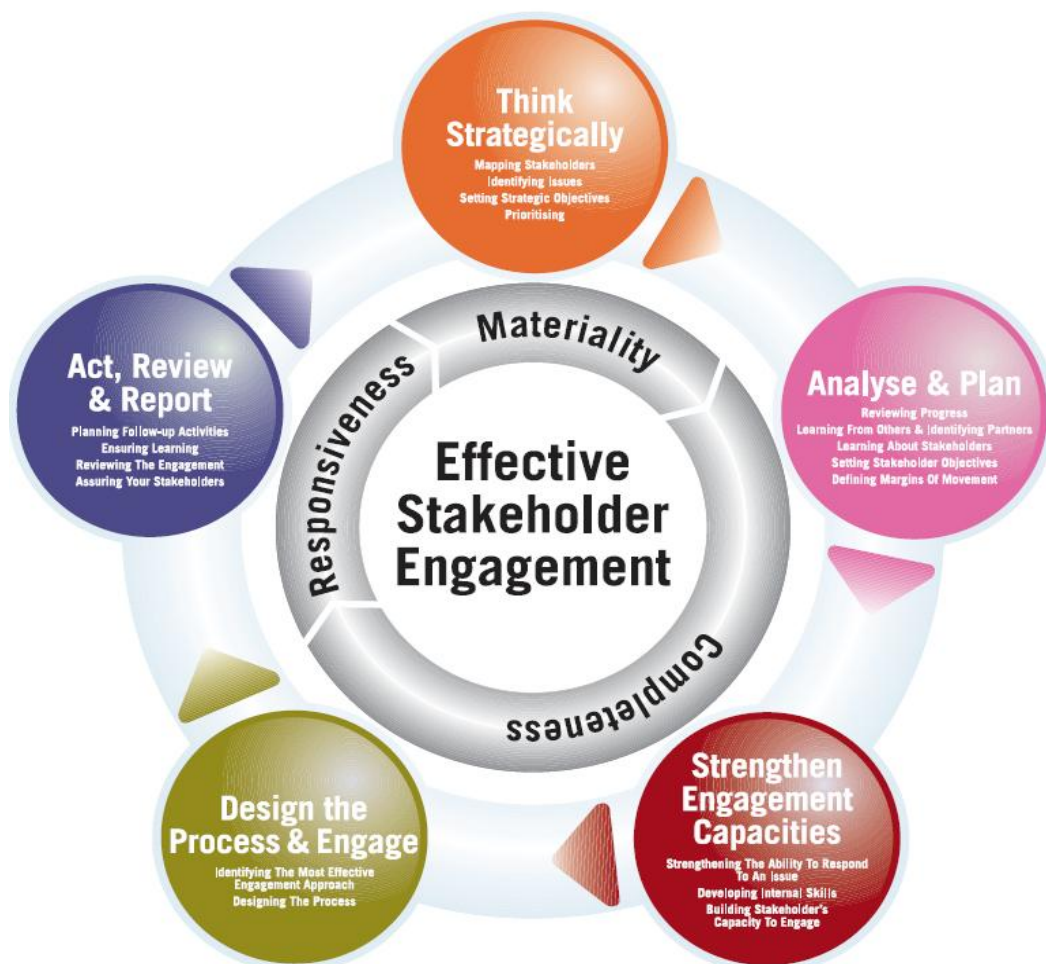 Think
Strategically
Mapping Stakeholders
Identifying Issues
Setting Strategic Objectives
Prioritising
Analyse & Plan
Reviewing Progress
Learning From Others & Identifying Partners
Learning About Stakeholders
Setting Stakeholder Objectives
Defining Margins Of Movement
Strengthen
Engagement
Capacities
Strengthening The Ability To Respond
To An Issue
Developing Internal Skills
Building Stakeholder's
Capacity To Engage
Design the
Process & Engage
Identifying The Most Effective
Engagement Approach
Designing The Process
Act, Review
& Report
Planning Follow-up Activities
Ensuring Learning
Reviewing The Engagement
Assuring Your Stakeholders
Materiality
Completeness
Responsiveness
Effective
Stakeholder
Engagement